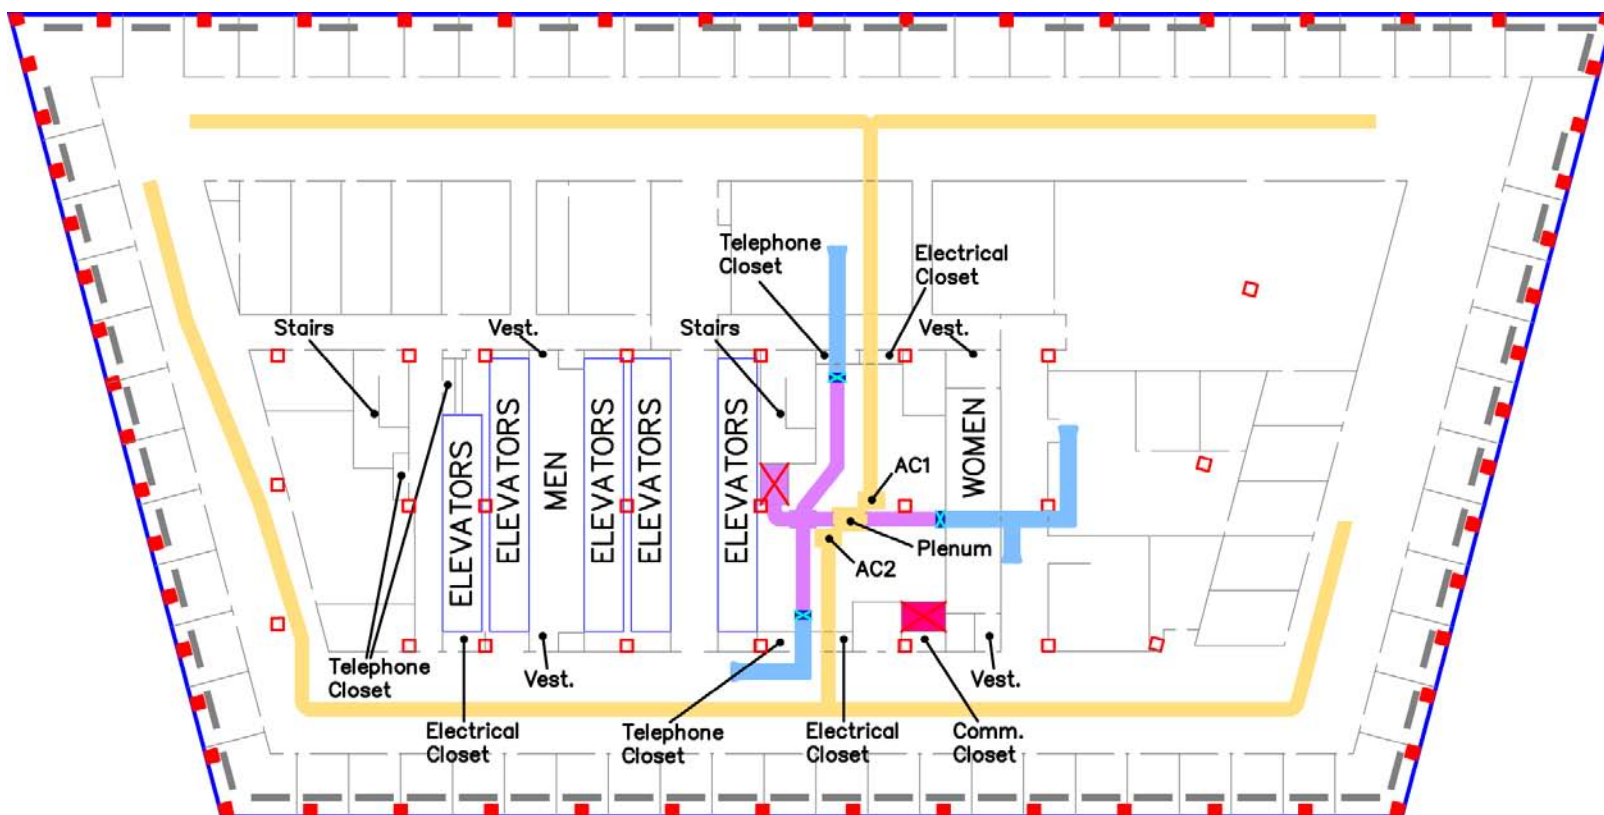 Telephone
Closet
Electrical
Closet
Stairs
Vest.
Stairs
Vest.
ELEVATORS
ELEVATORS
MEN
ELEVATORS
ELEVATORS
ELEVATORS
WOMEN
AC1
Plenum
AC2
Telephone
Closet
Vest.
Vest.
Electrical
Closet
Telephone
Closet
Electrical
Closet
Comm.
Closet